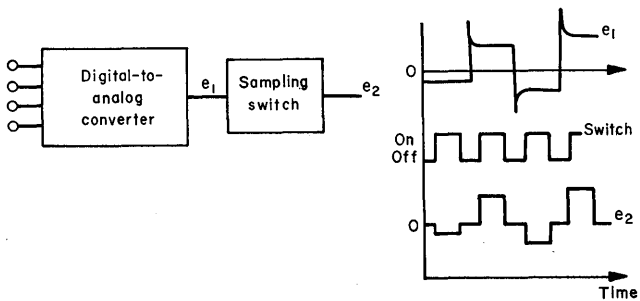 Digital-to-
analog
converter
e1
Sampling
switch
e2
e1
0
On
Off
Switch
0
e2
Time